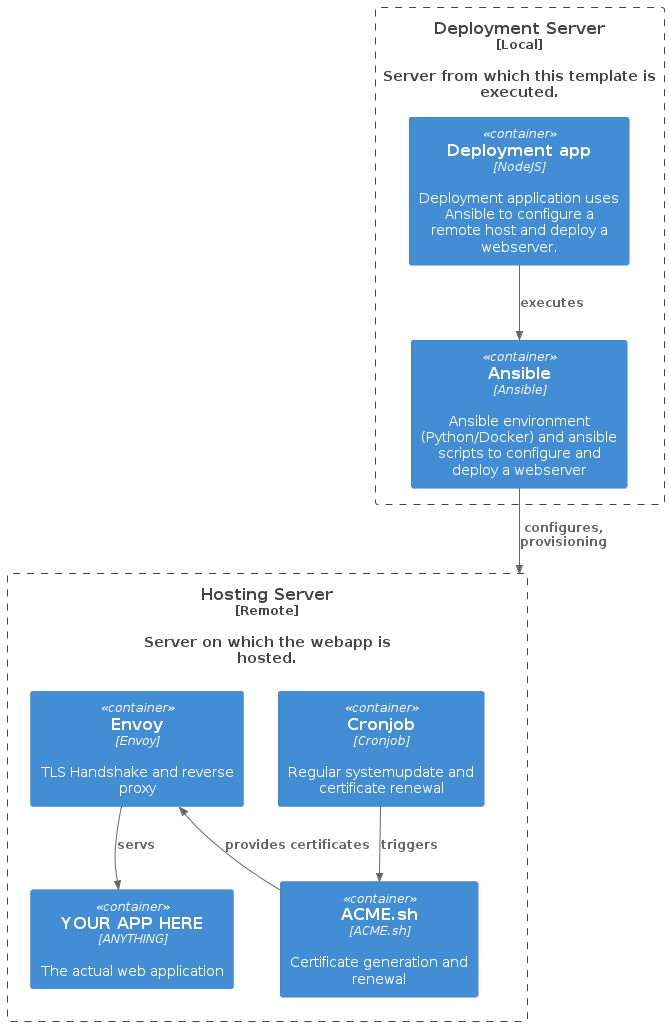 Deployment Server
[Local]
Server from which this template is
executed.
«container»
Deployment app
[NodeJS]
Deployment application uses
Ansible to configure a
remote host and deploy a
webserver.
executes
«container»
Ansible
[Ansible]
Ansible environment
(Python/Docker) and ansible
scripts to configure and
deploy a webserver
configures,
provisioning
Hosting Server
[Remote]
Server on which the webapp is
hosted.
«container»
Envoy
[Envoy]
TLS Handshake and reverse
proxy
«container»
Cronjob
[Cronjob]
Regular systemupdate and
certificate renewal
servs
provides certificates
triggers
«container»
YOUR APP HERE
[ANYTHING]
The actual web application
«container»
ACME.sh
[ACME.sh]
Certificate generation and
renewal